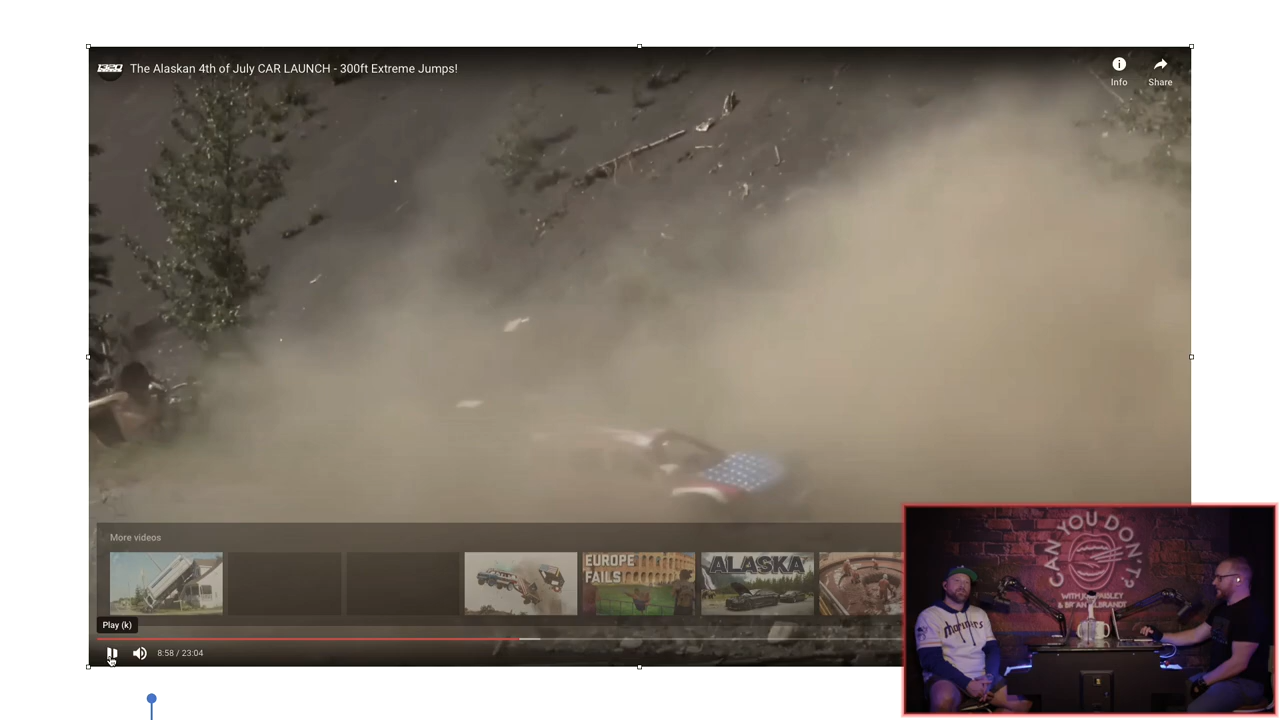 The Alaskan 4th of July CAR LAUNCH - 300ft Extreme Jumps!
Info
Share
More videos
EUROPE
FAILS
ALASKA
Play (k)
8:58 / 23:04
CAN YOU DON'T?
mariners